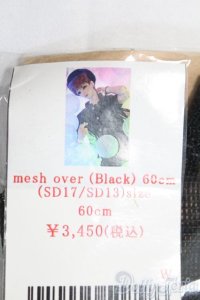 mesh over (Black) 60cm
(SD17/SD13)size
60cm
¥3,450(税込)